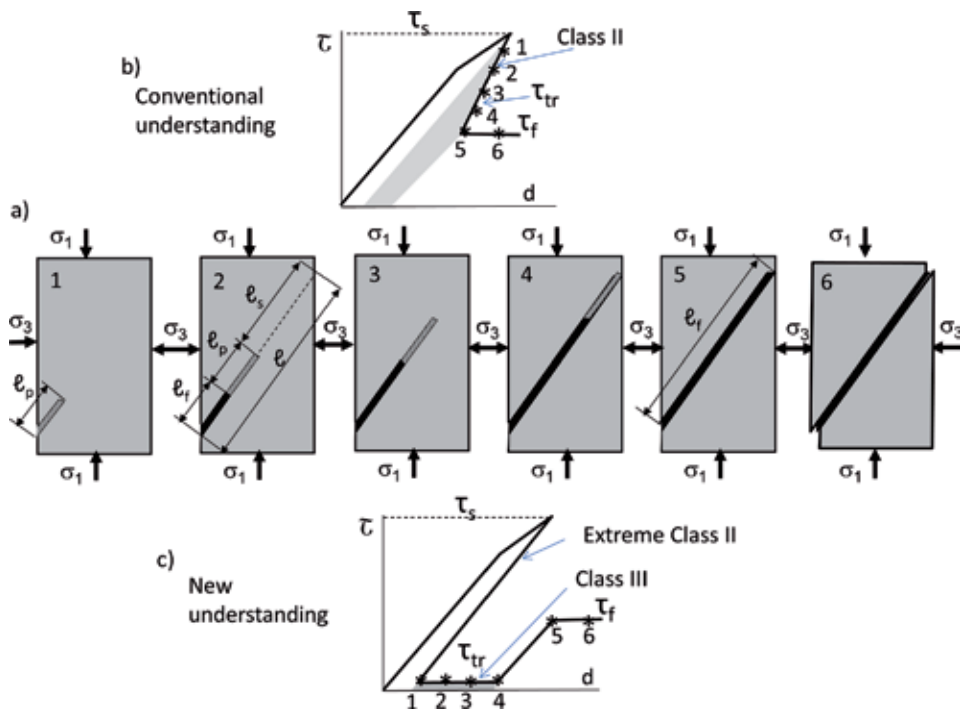 b)
Conventional
understanding
τ
τs
Class II
1
2
3
τtr
4
τf
5
6
d
a)
σ1
σ1
σ1
σ1
σ1
σ1
1
2
3
4
5
6
σ3
σ3
σ3
σ3
σ3
σ3
σ3
ℓp
ℓs
ℓp
ℓ
ℓf
ℓf
σ1
σ1
σ1
σ1
σ1
σ1
c)
New
understanding
τ
τs
Extreme Class II
Class III
τf
5
6
τtr
d
1
2
3
4